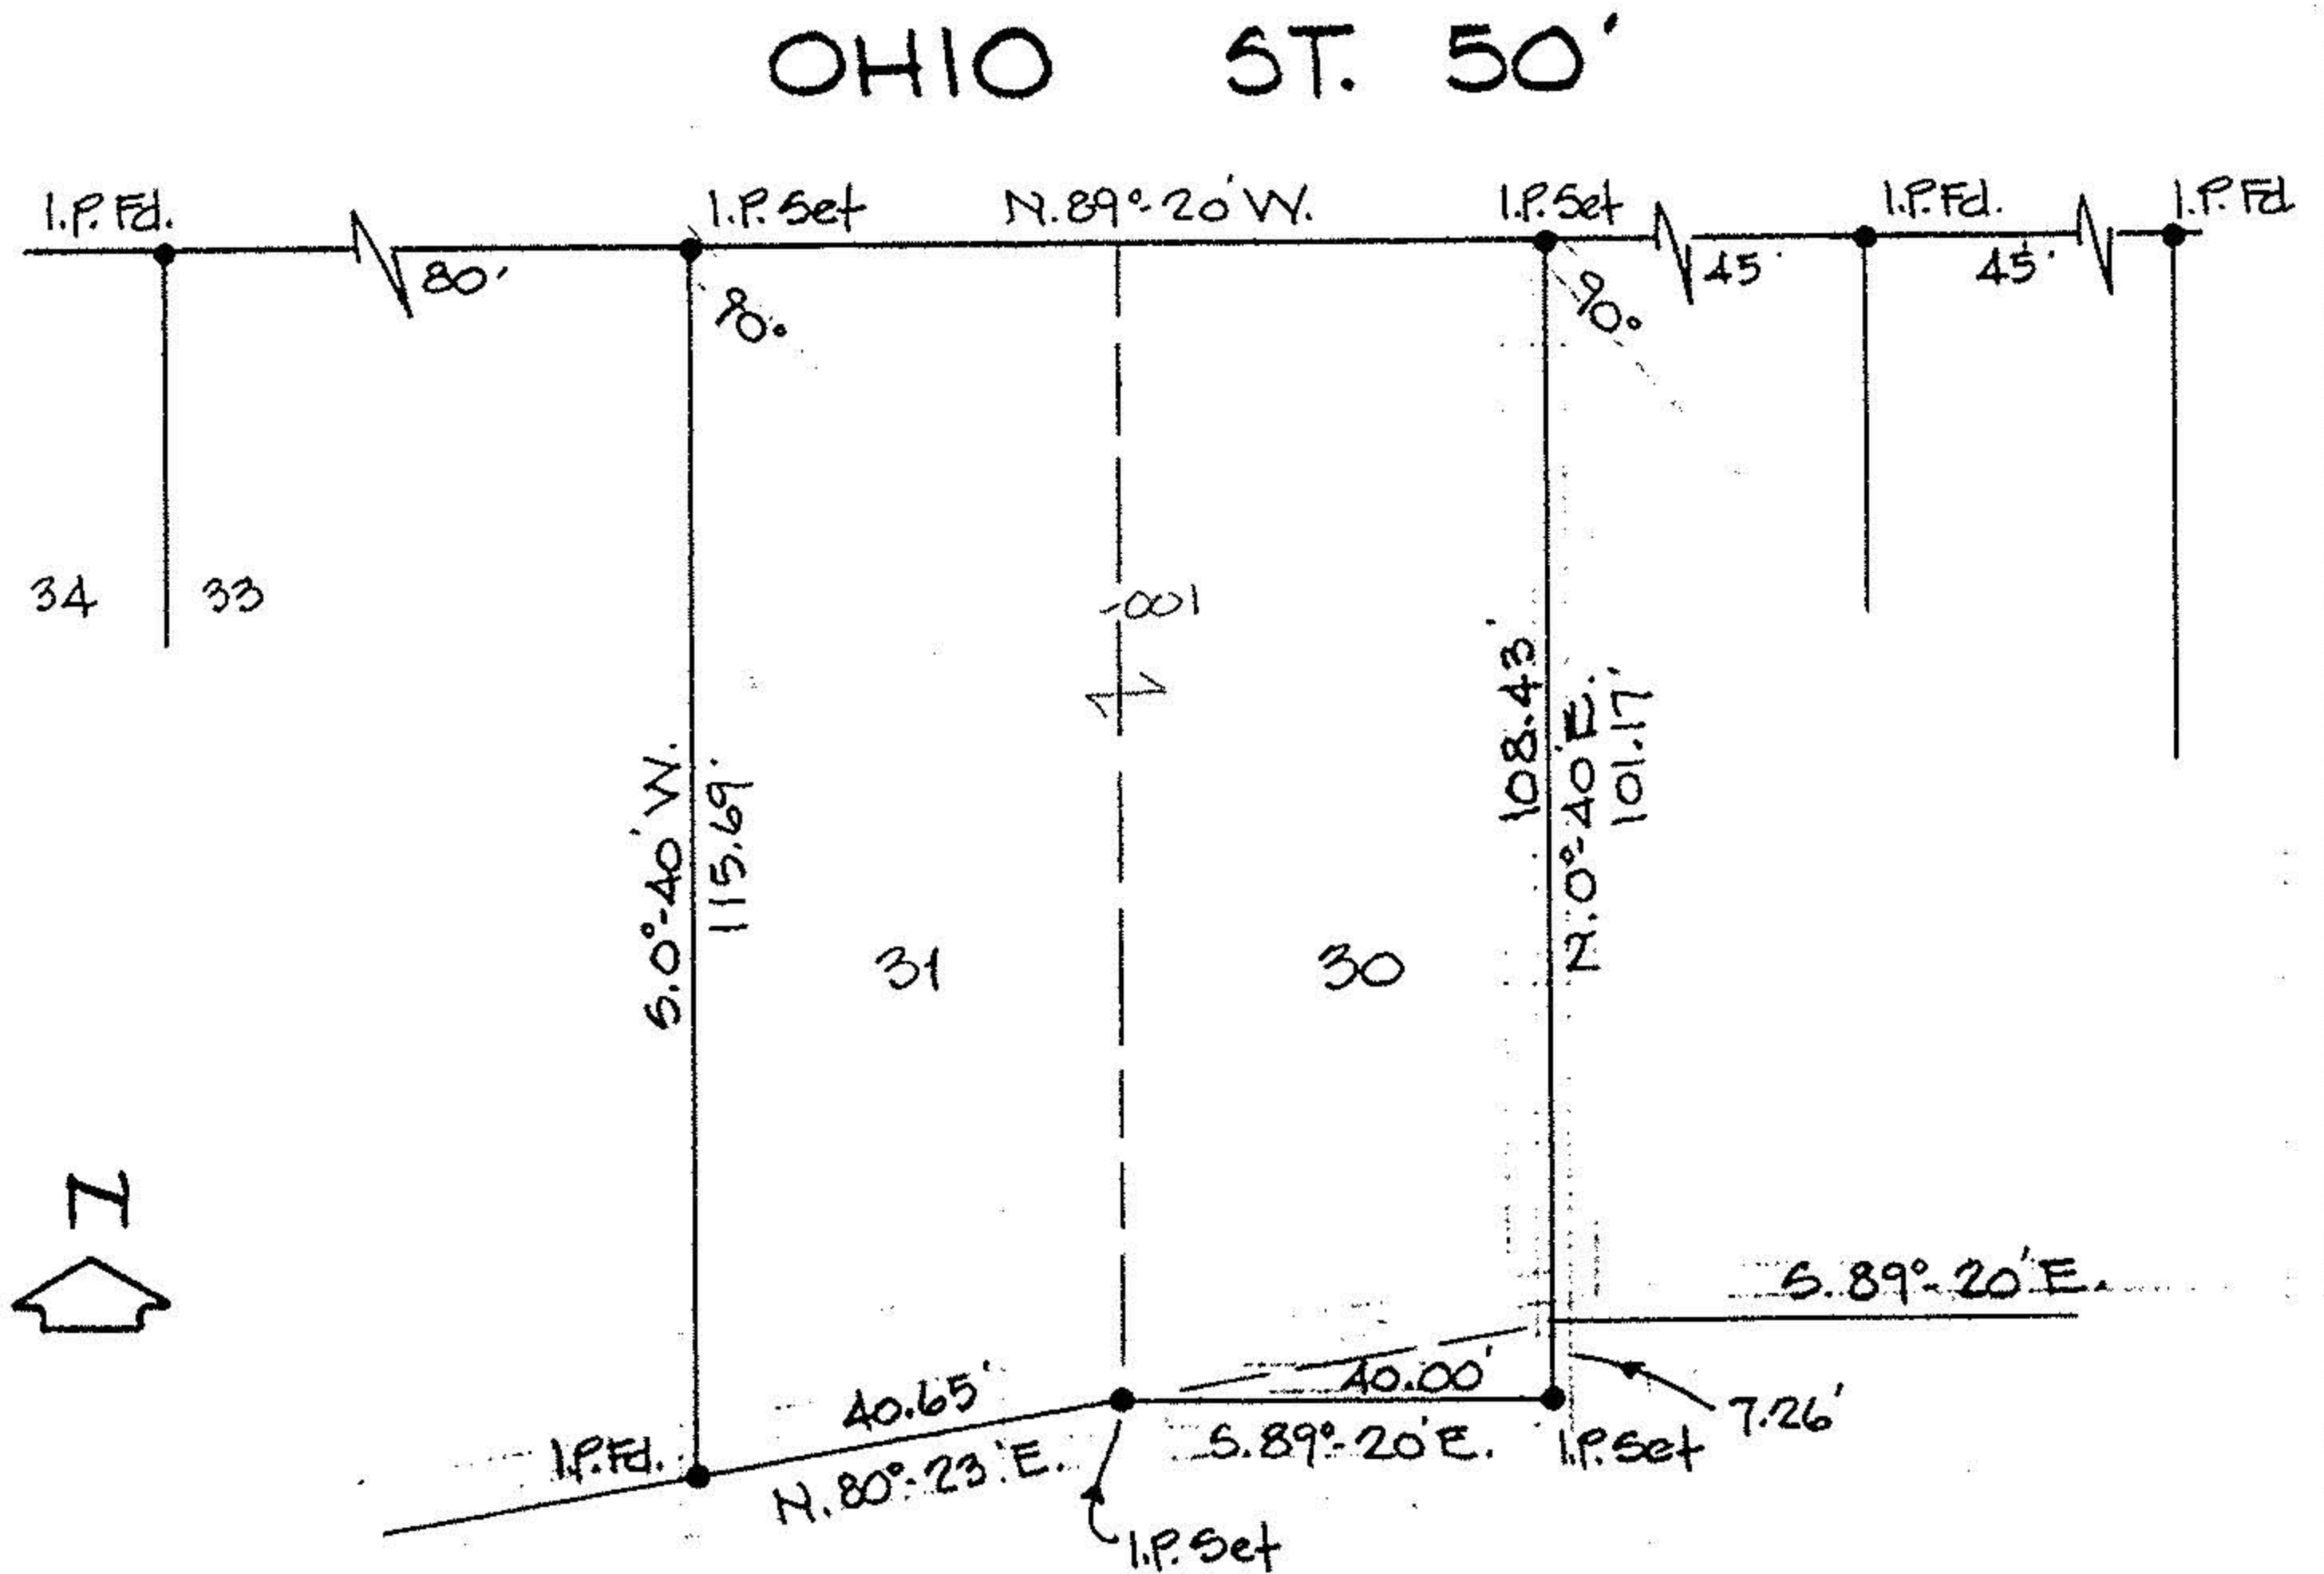 OHIO ST. 50'
I.P. Fd.
I.P. Set
N. 89°-20' W.
I.P. Set
I.P. Fd.
I.P. Fd.
80'
90°
90°
45'
45'
34
33
100'
108.43'
N. 0°-40' E.
101.17'
S. 0°-40' W.
115.69'
31
30
N
S. 89°-20' E.
40.65'
40.00'
7.26'
I.P. Fd.
N. 80°-23' E.
S. 89°-20' E.
I.P. Set
I.P. Set